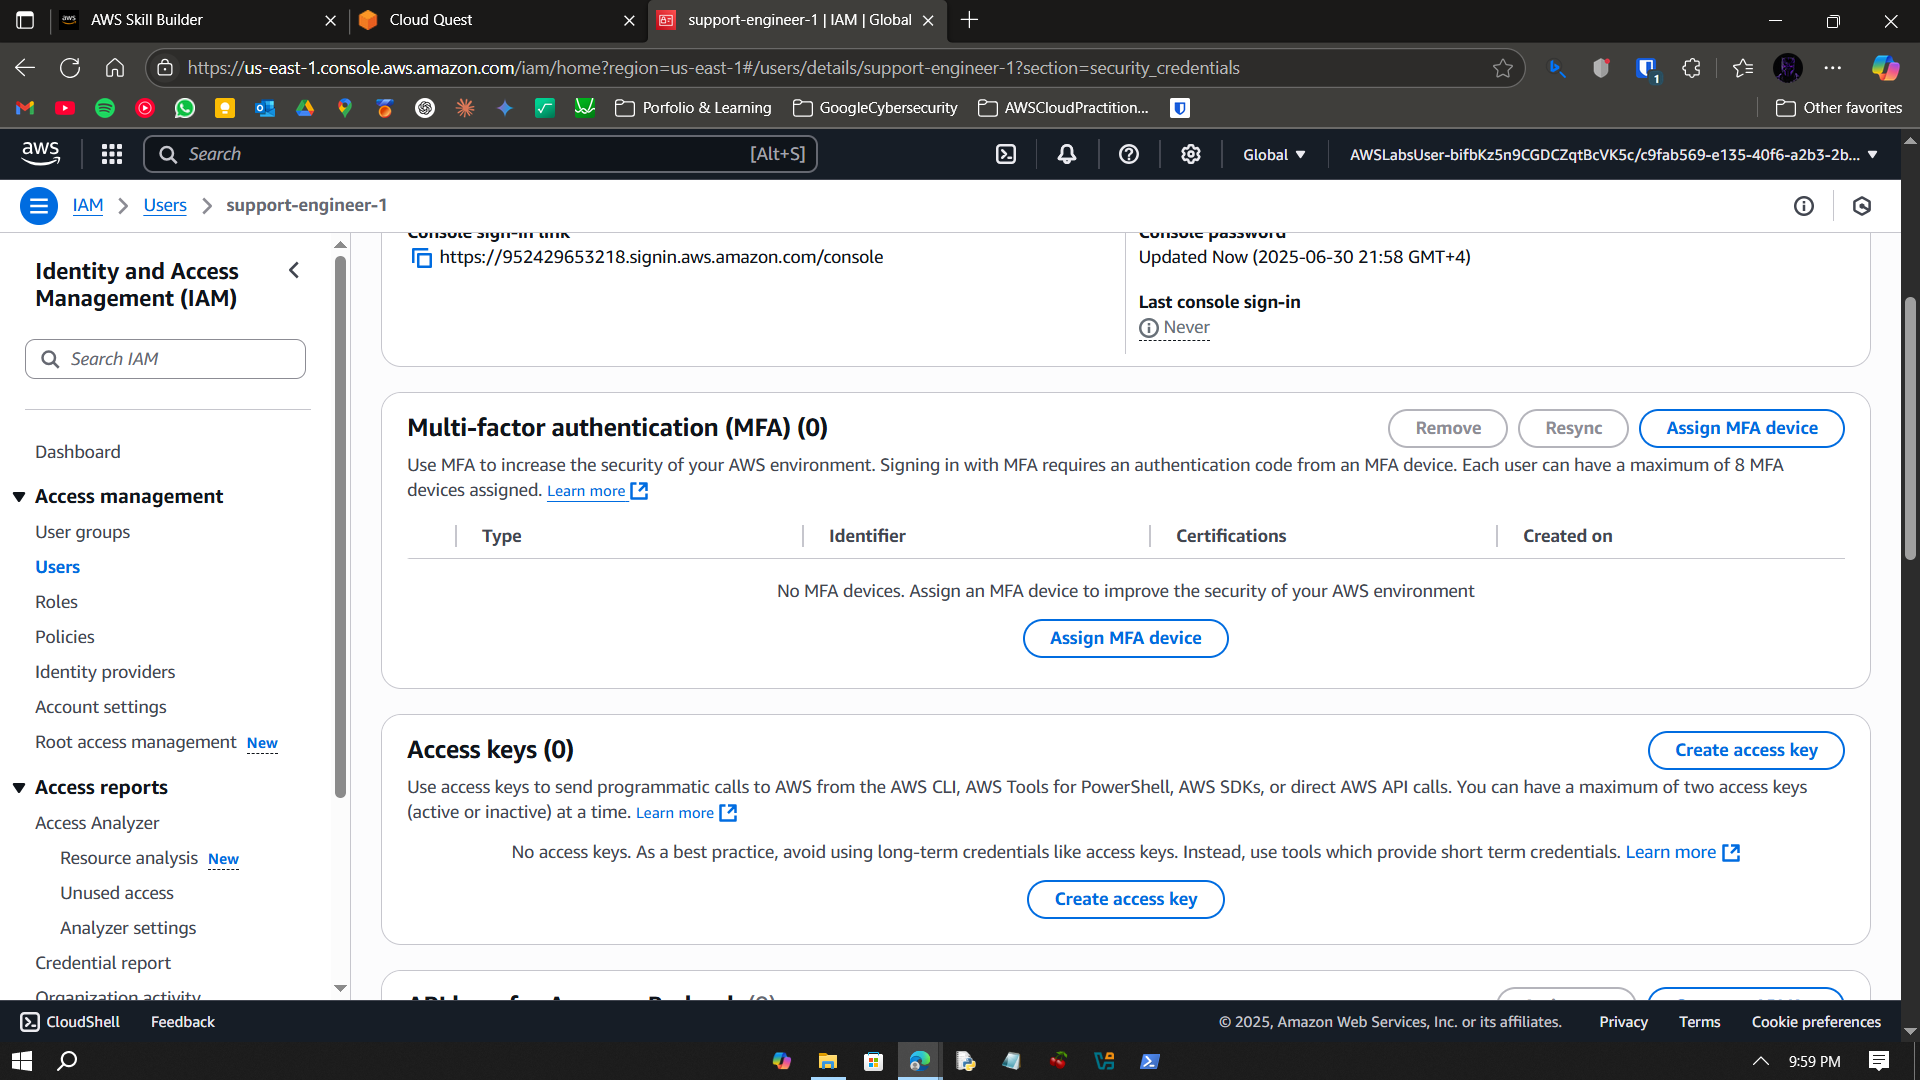 AWS Skill Builder
Cloud Quest
support-engineer-1 | IAM | Global
https://us-east-1.console.aws.amazon.com/iam/home?region=us-east-1#/users/details/support-engineer-1?section=security_credentials
1
Porfolio & Learning
GoogleCybersecurity
AWSCloudPractition...
Other favorites
aws
Search
[Alt+S]
Global
AWSLabsUser-bifbKz5n9CGDCZqtBcVK5c/c9fab569-e135-40f6-a2b3-2b...
IAM
Users
support-engineer-1
Identity and Access
Management (IAM)
Search IAM
Dashboard
Access management
User groups
Users
Roles
Policies
Identity providers
Account settings
Root access management New
Access reports
Access Analyzer
Resource analysis New
Unused access
Analyzer settings
Credential report
Organization activity
Console sign-in link
https://952429653218.signin.aws.amazon.com/console
Console password
Updated Now (2025-06-30 21:58 GMT+4)
Last console sign-in
Never
Multi-factor authentication (MFA) (0)
Remove
Resync
Assign MFA device
Use MFA to increase the security of your AWS environment. Signing in with MFA requires an authentication code from an MFA device. Each user can have a maximum of 8 MFA
devices assigned. Learn more
Type
Identifier
Certifications
Created on
No MFA devices. Assign an MFA device to improve the security of your AWS environment
Assign MFA device
Access keys (0)
Create access key
Use access keys to send programmatic calls to AWS from the AWS CLI, AWS Tools for PowerShell, AWS SDKs, or direct AWS API calls. You can have a maximum of two access keys
(active or inactive) at a time. Learn more
No access keys. As a best practice, avoid using long-term credentials like access keys. Instead, use tools which provide short term credentials. Learn more
Create access key
CloudShell
Feedback
© 2025, Amazon Web Services, Inc. or its affiliates.
Privacy
Terms
Cookie preferences
9:59 PM